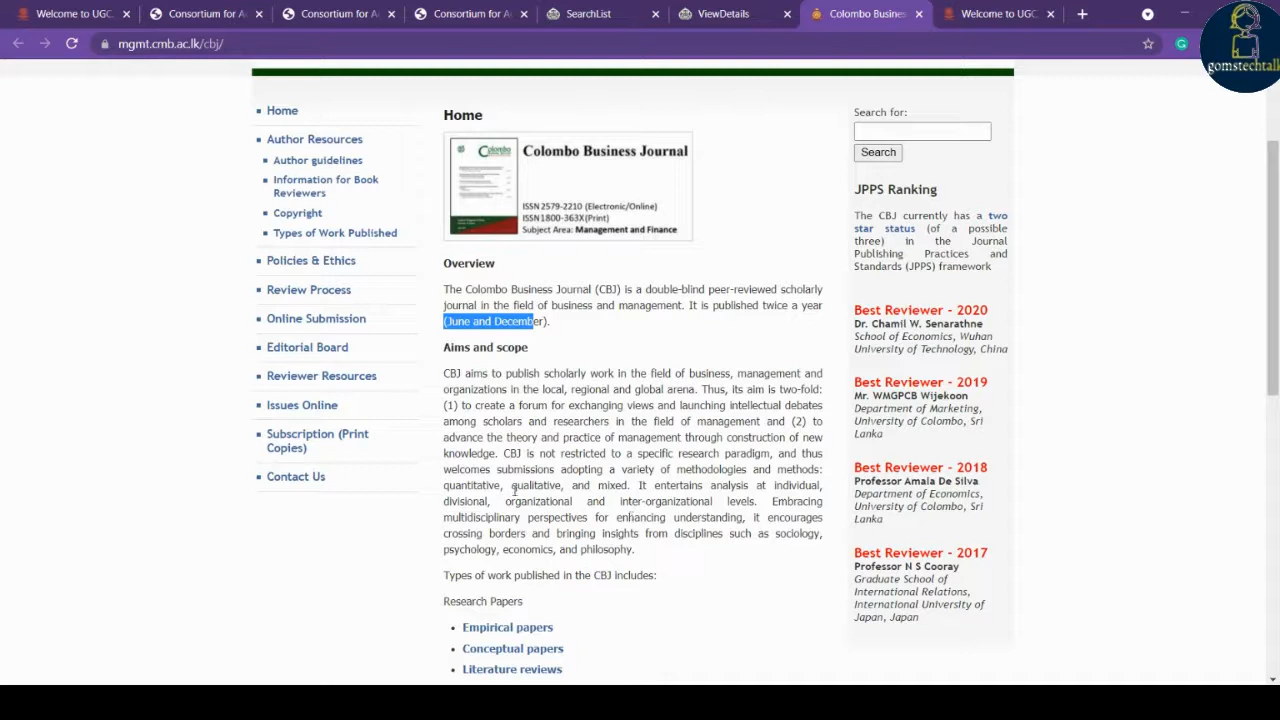 Welcome to UGC.
Consortium for Ac
Consortium for Ac
Consortium for Ac
SearchList
ViewDetails
Colombo Busines
Welcome to UGC.
mgmt.cmb.ac.lk/cbj/
gomstechtalk
Home
Author Resources
Author guidelines
Information for Book
Reviewers
Copyright
Types of Work Published
Policies & Ethics
Review Process
Online Submission
Editorial Board
Reviewer Resources
Issues Online
Subscription (Print
Copies)
Contact Us
Home
Colombo
Colombo Business Journal
ISSN 2579-2210 (Electronic/Online)
ISSN 1800-363X(Print)
Subject Area: Management and Finance
Overview
The Colombo Business Journal (CBJ) is a double-blind peer-reviewed scholarly
journal in the field of business and management. It is published twice a year
(June and December).
Aims and scope
CBJ aims to publish scholarly work in the field of business, management and
organizations in the local, regional and global arena. Thus, its aim is two-fold:
(1) to create a forum for exchanging views and launching intellectual debates
among scholars and researchers in the field of management and (2) to
advance the theory and practice of management through construction of new
knowledge. CBJ is not restricted to a specific research paradigm, and thus
welcomes submissions adopting a variety of methodologies and methods:
quantitative, qualitative, and mixed. It entertains analysis at individual,
divisional, organizational and inter-organizational levels. Embracing
multidisciplinary perspectives for enhancing understanding, it encourages
crossing borders and bringing insights from disciplines such as sociology,
psychology, economics, and philosophy.
Types of work published in the CBJ includes:
Research Papers
Empirical papers
Conceptual papers
Literature reviews
Search for:
Search
JPPS Ranking
The CBJ currently has a two
star status (of a possible
three) in the Journal
Publishing Practices and
Standards (JPPS) framework
Best Reviewer - 2020
Dr. Chamil W. Senarathne
School of Economics, Wuhan
University of Technology, China
Best Reviewer - 2019
Mr. WMGPCB Wijekoon
Department of Marketing,
University of Colombo, Sri
Lanka
Best Reviewer - 2018
Professor Amala De Silva
Department of Economics,
University of Colombo, Sri
Lanka
Best Reviewer - 2017
Professor N S Cooray
Graduate School of
International Relations,
International University of
Japan, Japan